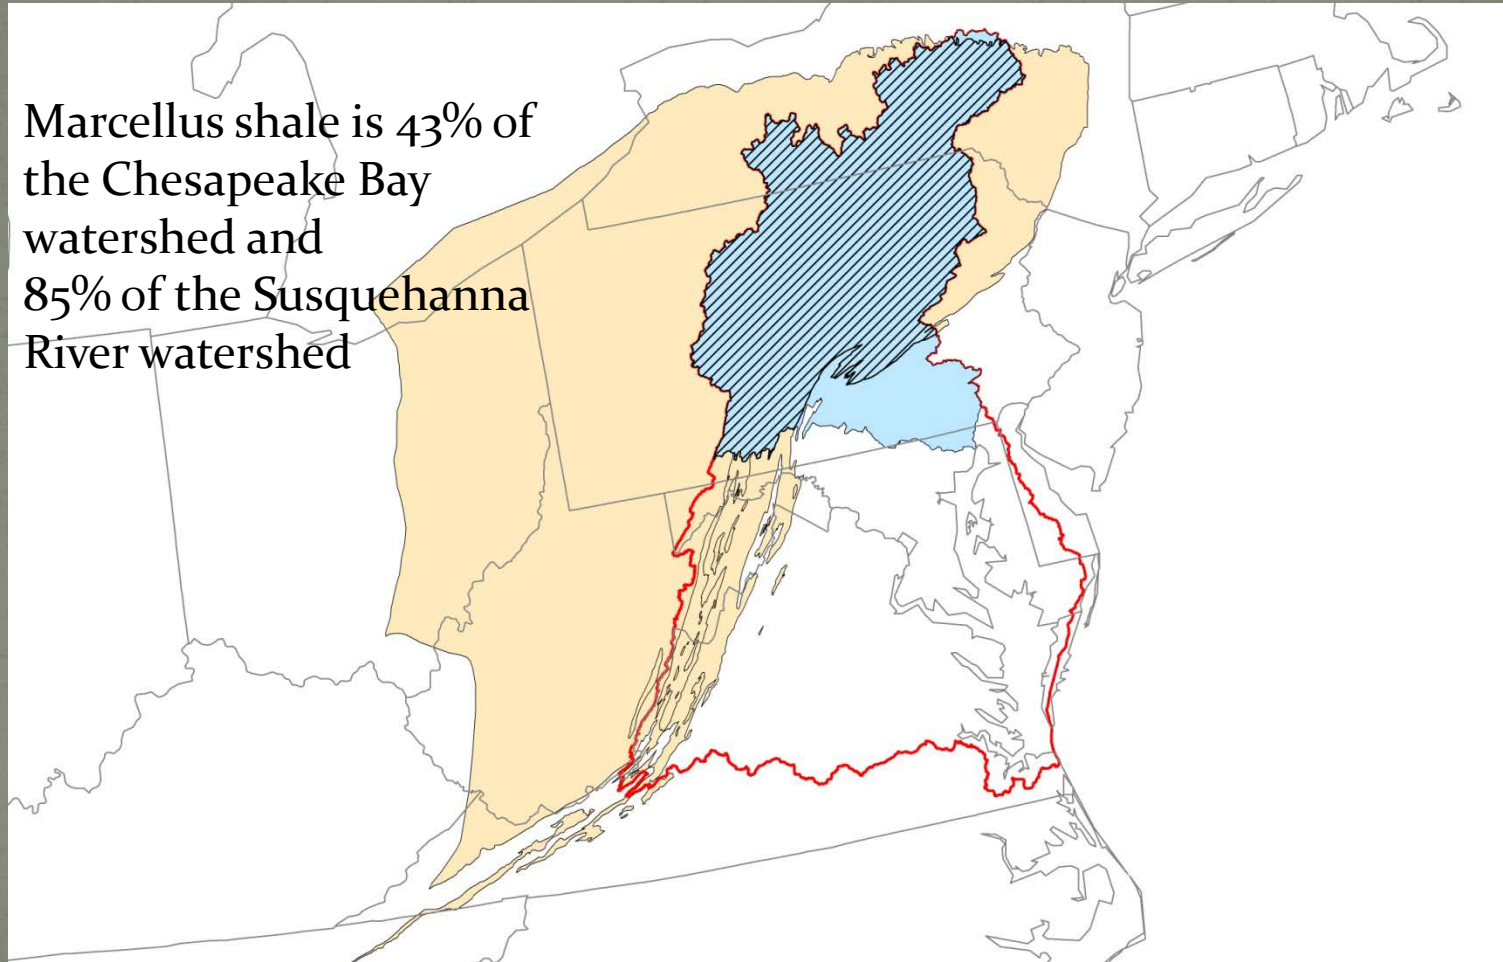 Marcellus shale is 43% of
the Chesapeake Bay
watershed and
85% of the Susquehanna
River watershed